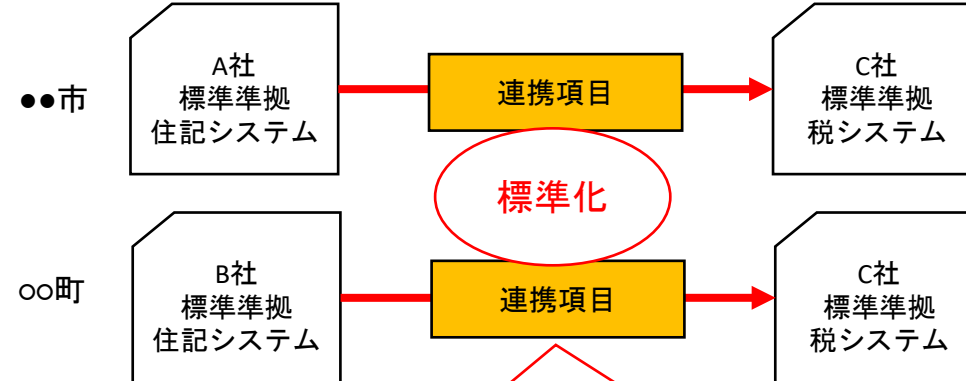 ●●市
A社
標準準拠
住記システム
連携項目
C社
標準準拠
税システム
標準化
○○町
B社
標準準拠
住記システム
連携項目
C社
標準準拠
税システム